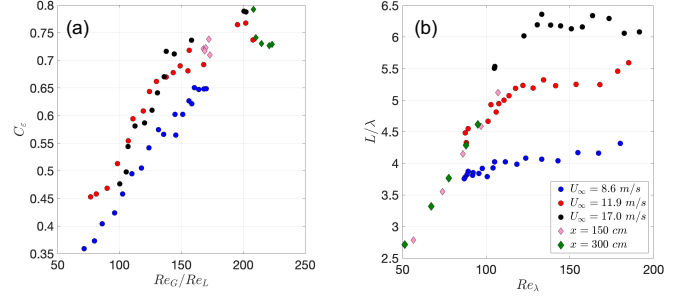 (a)
0.8
0.75
0.7
0.65
0.6
0.55
0.5
0.45
0.4
0.35
C_ε
50 100 150 200 250
Re_G/Re_L
(b)
6.5
6
5.5
5
4.5
4
3.5
3
2.5
L/λ
50 100 150 200
Re_λ
U_∞ = 8.6 m/s
U_∞ = 11.9 m/s
U_∞ = 17.0 m/s
x = 150 cm
x = 300 cm